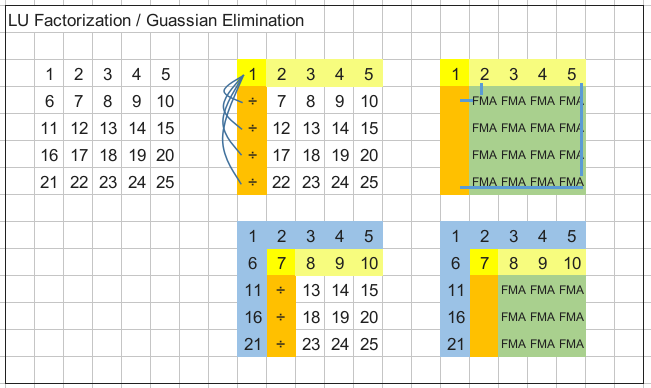 LU Factorization / Guassian Elimination
1 2 3 4 5 1 2 3 4 5 1 2 3 4 5
6 7 8 9 10 ÷ 7 8 9 10 FMA FMA FMA FMA
11 12 13 14 15 ÷ 12 13 14 15 FMA FMA FMA FMA
16 17 18 19 20 ÷ 17 18 19 20 FMA FMA FMA FMA
21 22 23 24 25 ÷ 22 23 24 25 FMA FMA FMA FMA
1 2 3 4 5 1 2 3 4 5
6 7 8 9 10 6 7 8 9 10
11 ÷ 13 14 15 11 FMA FMA FMA
16 ÷ 18 19 20 16 FMA FMA FMA
21 ÷ 23 24 25 21 FMA FMA FMA